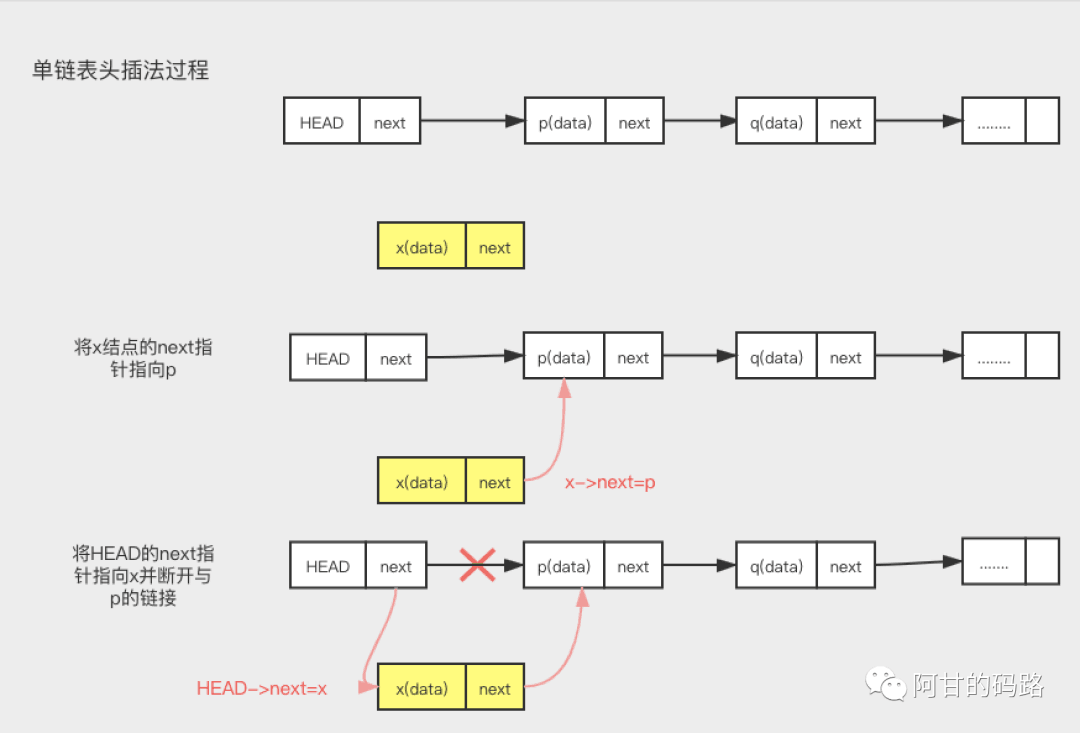 单链表头插法过程
HEAD next p(data) next q(data) next ........
x(data) next
将x结点的next指
针指向p
HEAD next p(data) next q(data) next ........
x(data) next x->next=p
将HEAD的next指
针指向x并断开与
p的链接
HEAD next p(data) next q(data) next .......
HEAD->next=x x(data) next
阿甘的码路